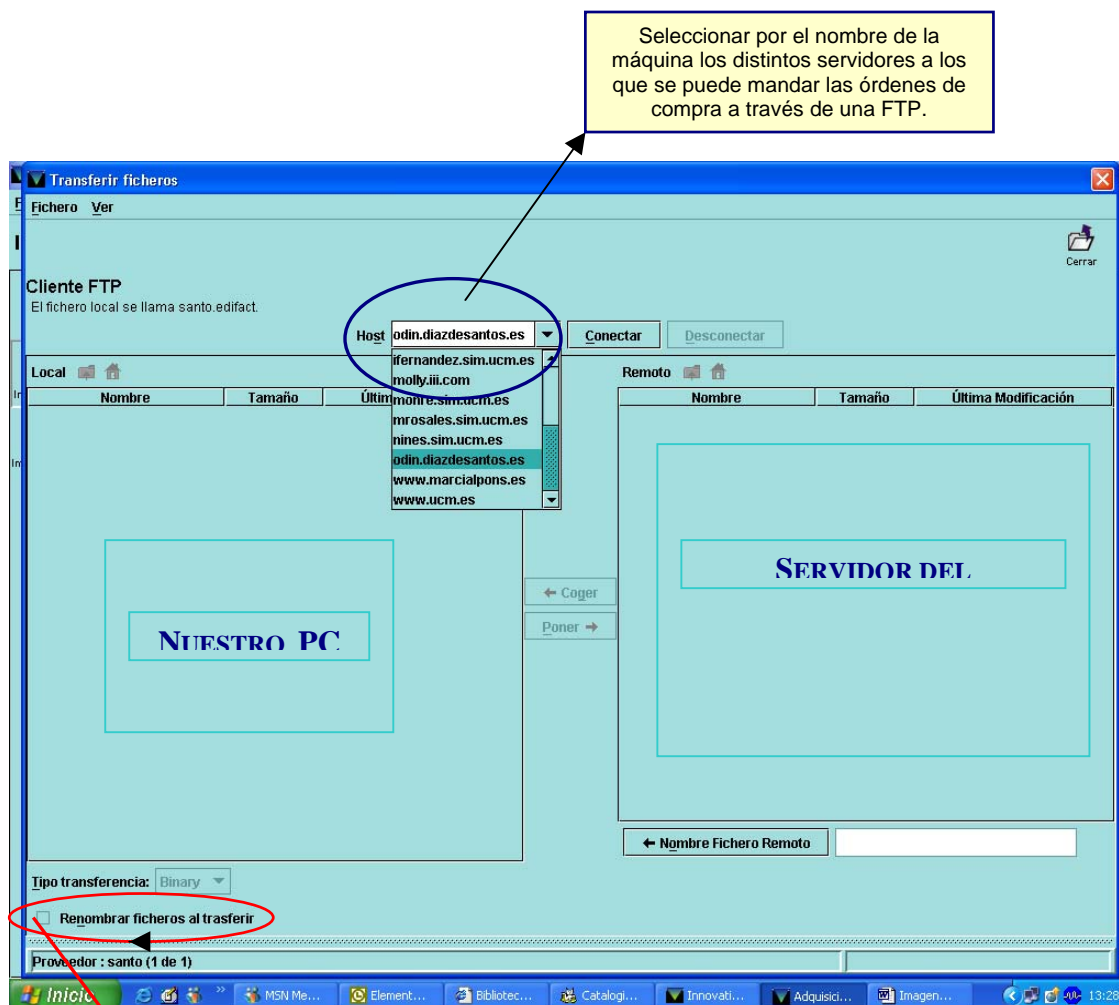 Seleccionar por el nombre de la
máquina los distintos servidores a los
que se puede mandar las órdenes de
compra a través de una FTP.
Transferir ficheros
Fichero Ver
Cerrar
Cliente FTP
El fichero local se llama santo.edifact.
Host odin.diazdesantos.es Conectar Desconectar
ifernandez.sim.ucm.es
molly.iii.com
mrosales.sim.ucm.es
nines.sim.ucm.es
odin.diazdesantos.es
www.marcialpons.es
www.ucm.es
Local
Nombre Tamaño Últim
Remoto
Nombre Tamaño Última Modificación
NUESTRO PC
Coger
Poner
SERVIDOR DEL
Nombre Fichero Remoto
Tipo transferencia: Binary
Renombrar ficheros al trasferir
Proveedor : santo (1 de 1)
Inicio MSN Me... Element... Bibliotec... Catalogi... Innovati... Adquisici... Imagen...